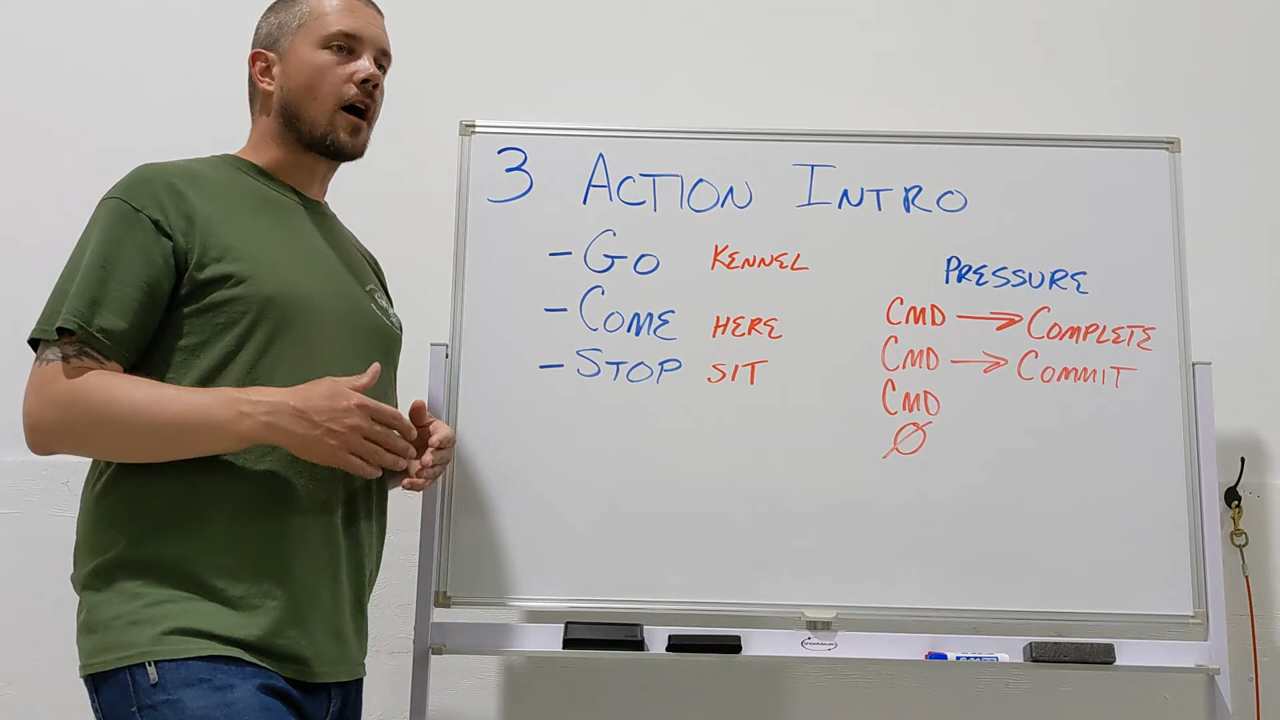 3 ACTION INTRO
- GO KENNEL
- COME HERE
- STOP SIT
PRESSURE
CMD → COMPLETE
CMD → COMMIT
CMD
Ø